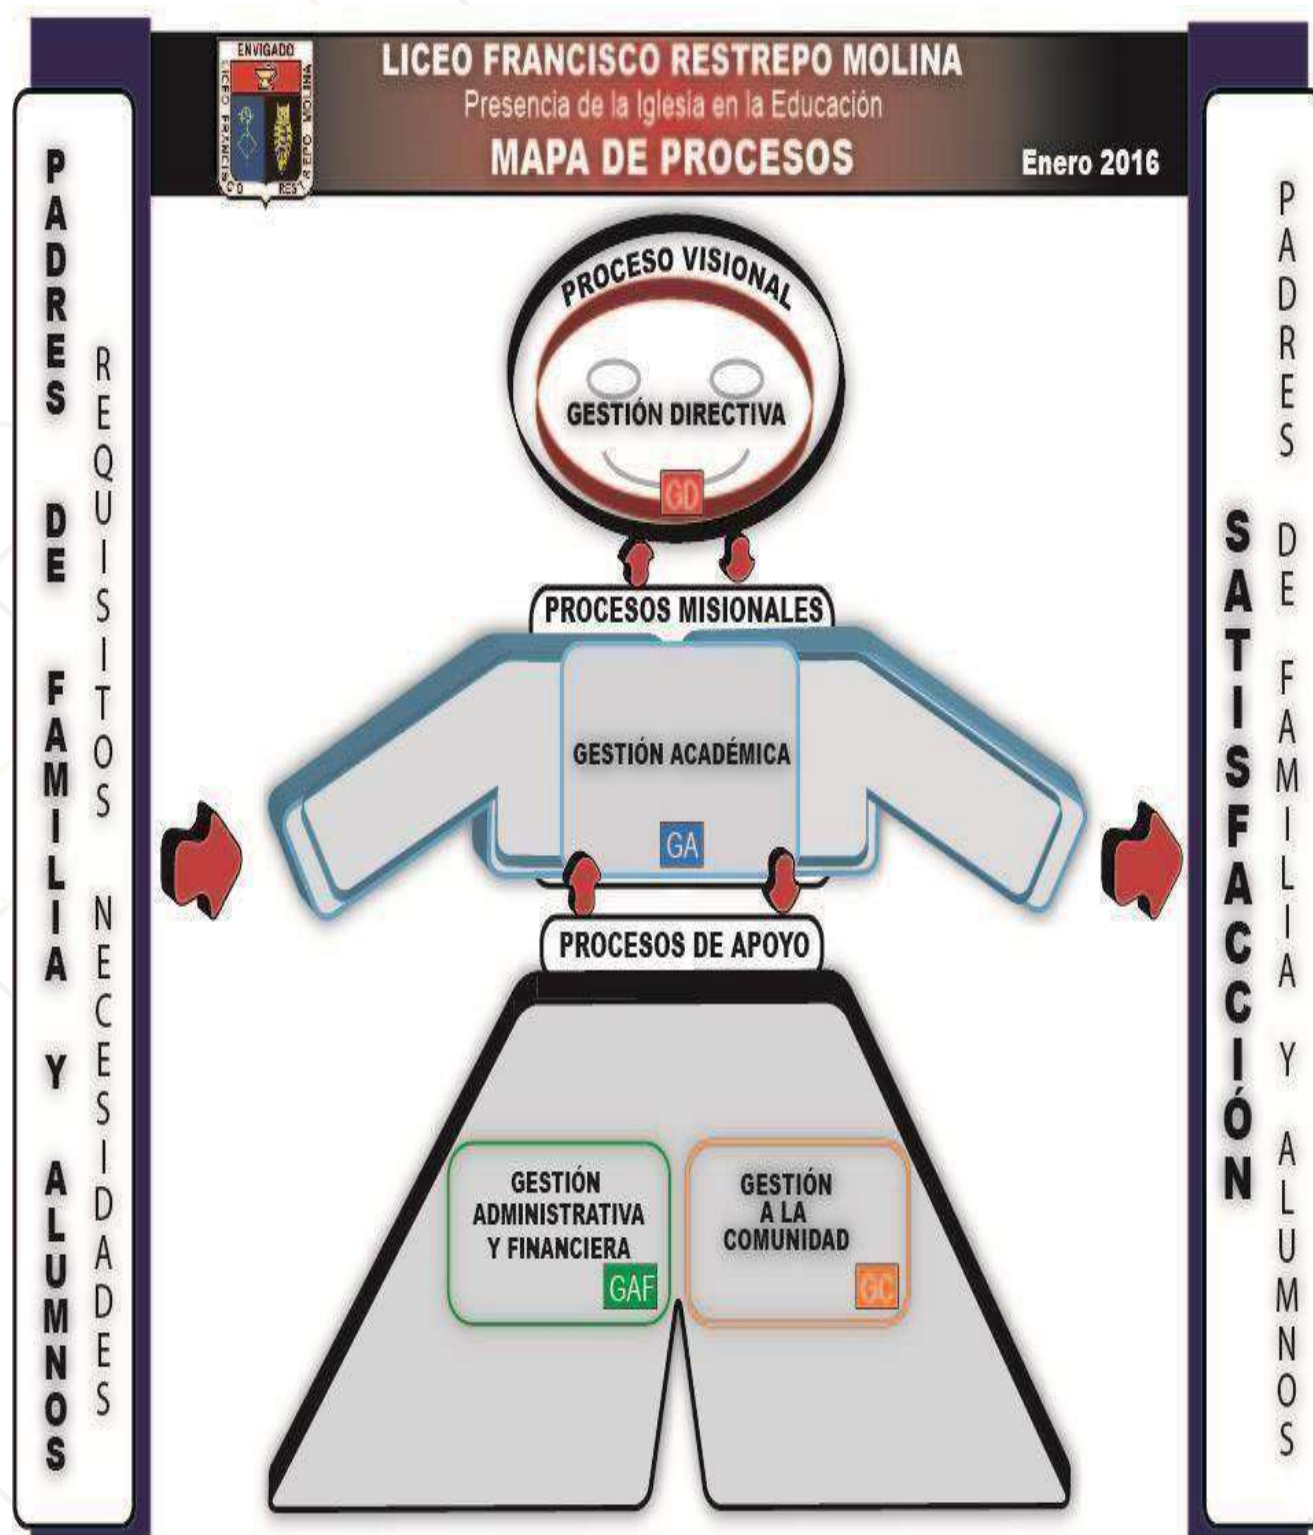 ENVIGADO
LICEO FRANCISCO RESTREPO MOLINA
LICEO FRANCISCO RESTREPO MOLINA
Presencia de la Iglesia en la Educación
MAPA DE PROCESOS
Enero 2016
PADRES DE FAMILIA Y ALUMNOS
REQUISITOS NECESIDADES
PROCESO VISIONAL
GESTIÓN DIRECTIVA
GD
PROCESOS MISIONALES
GESTIÓN ACADÉMICA
GA
PROCESOS DE APOYO
GESTIÓN
ADMINISTRATIVA
Y FINANCIERA
GAF
GESTIÓN
A LA
COMUNIDAD
GC
SATISFACCIÓN
PADRES DE FAMILIA Y ALUMNOS